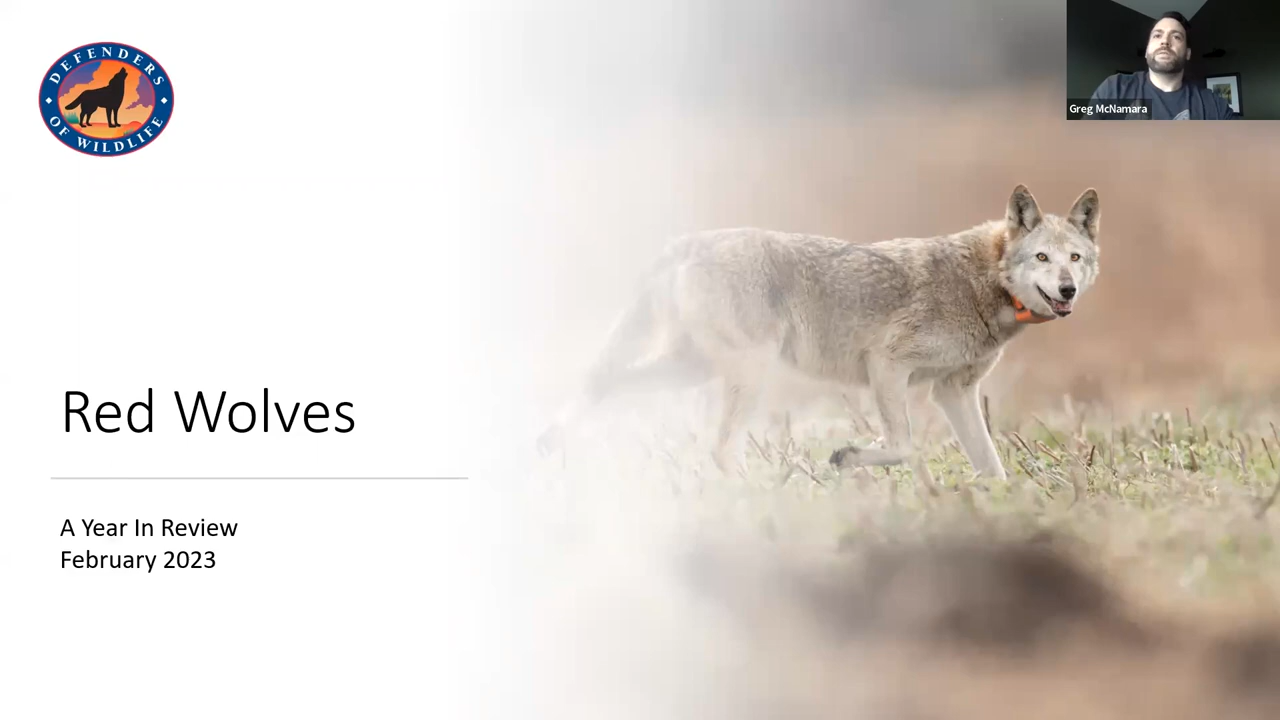 DEFENDERS
OF WILDLIFE
Greg McNamara
Red Wolves
A Year In Review
February 2023